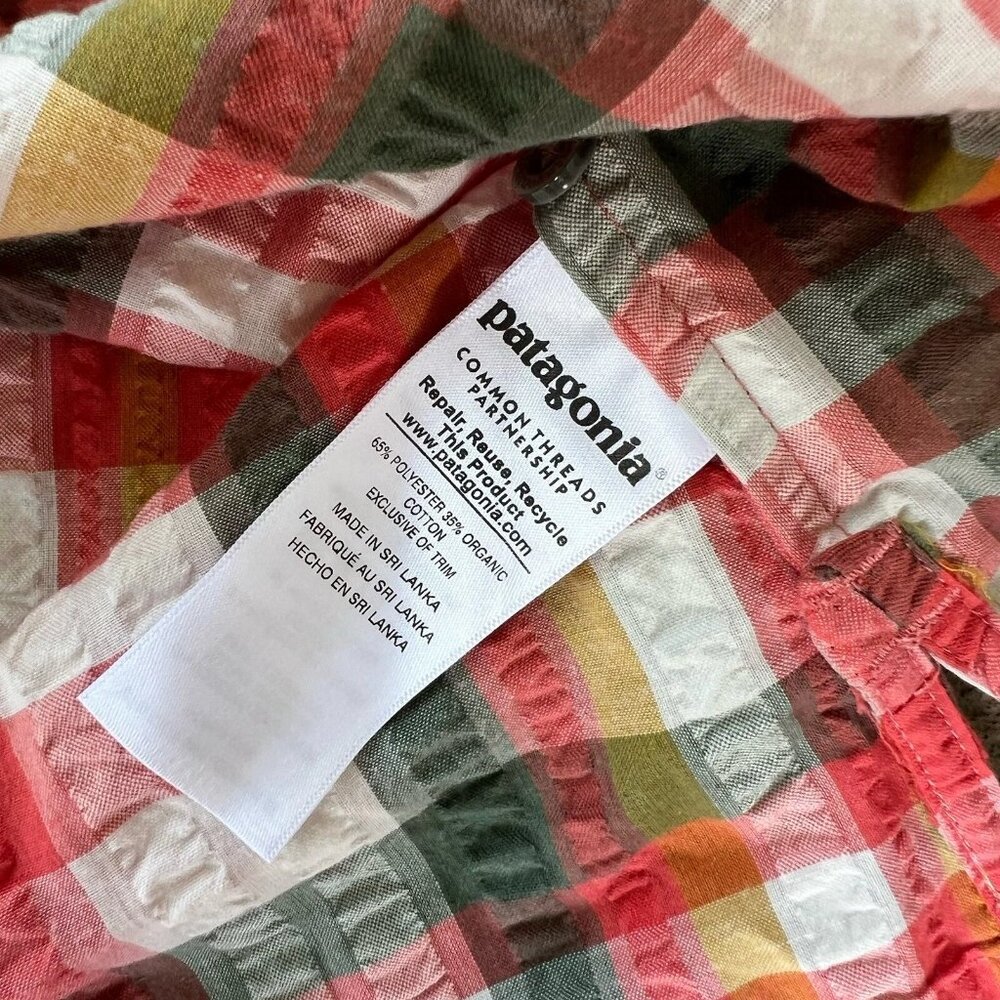 patagonia®
COMMON THREADS
PARTNERSHIP
Repair, Reuse, Recycle
This Product
www.patagonia.com
65% POLYESTER 35% ORGANIC
COTTON
EXCLUSIVE OF TRIM
MADE IN SRI LANKA
FABRIQUÉ AU SRI LANKA
HECHO EN SRI LANKA